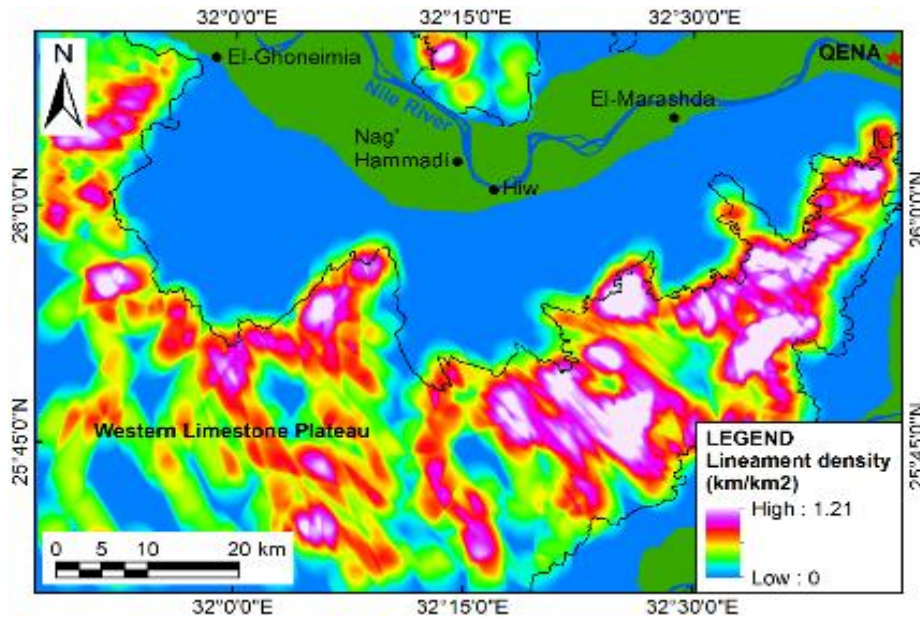 32°0'0"E 32°15'0"E 32°30'0"E
N
El-Ghoneimia
QENA
El-Marashda
Nile River
Nag'
Hammadi
Hiw
26°0'0"N
26°0'0"N
Western Limestone Plateau
25°45'0"N
25°45'0"N
LEGEND
Lineament density
(km/km2)
High : 1.21
Low : 0
0 5 10 20 km
32°0'0"E 32°15'0"E 32°30'0"E